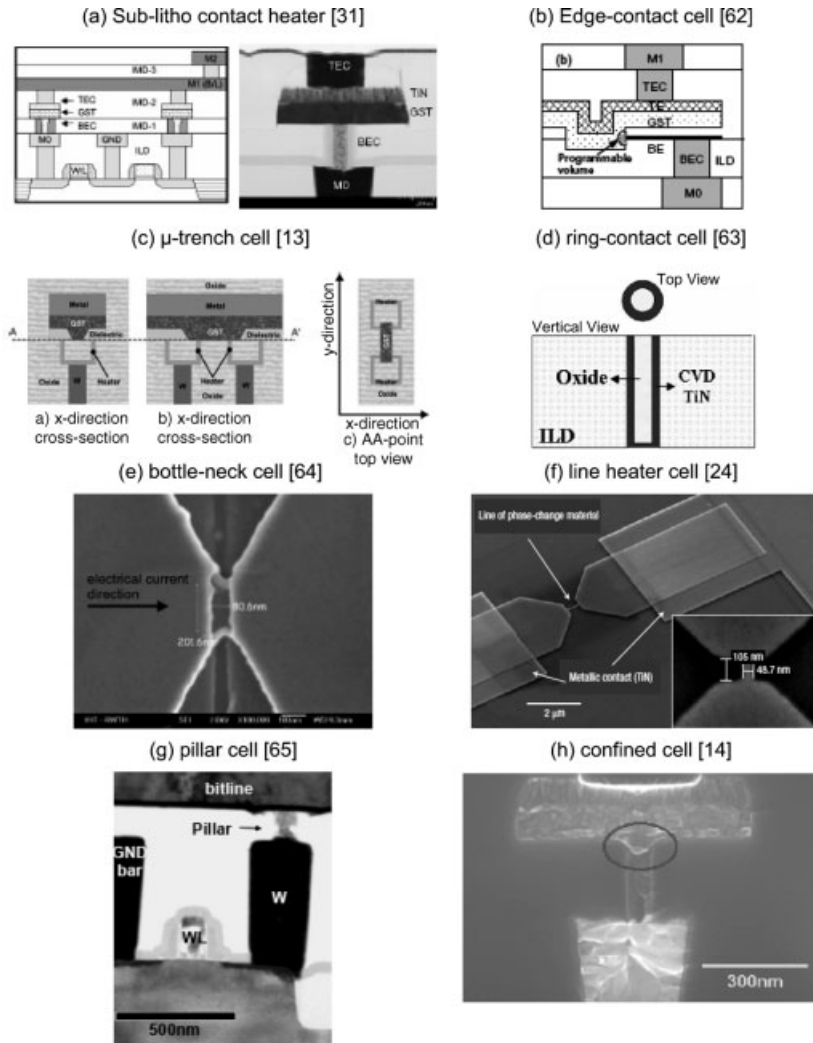 (a) Sub-litho contact heater [31]
(b) Edge-contact cell [62]
M2
IMD-3
M1 (B/L)
TEC
GST
BEC
IMD-2
IMD-1
M0
GND
ILD
W/L
TEC
TiN
GST
BEC
M0
(b)
M1
TEC
TE
GST
BE
Programmable
volume
BEC
ILD
M0
(c) μ-trench cell [13]
(d) ring-contact cell [63]
Oxide
Metal
GST
Dielectric
A
Oxide
W
Heater
a) x-direction
cross-section
Oxide
Metal
GST
Dielectric
A'
W
Heater
W
Oxide
b) x-direction
cross-section
y-direction
Heater
GST
Heater
Oxide
x-direction
c) AA-point
top view
Top View
Vertical View
Oxide
CVD
TiN
ILD
(e) bottle-neck cell [64]
(f) line heater cell [24]
electrical current
direction
Line of phase-change material
Metallic contact (TiN)
2 μm
105 nm
48.7 nm
(g) pillar cell [65]
(h) confined cell [14]
bitline
Pillar
GND
bar
W
WL
500nm
300nm